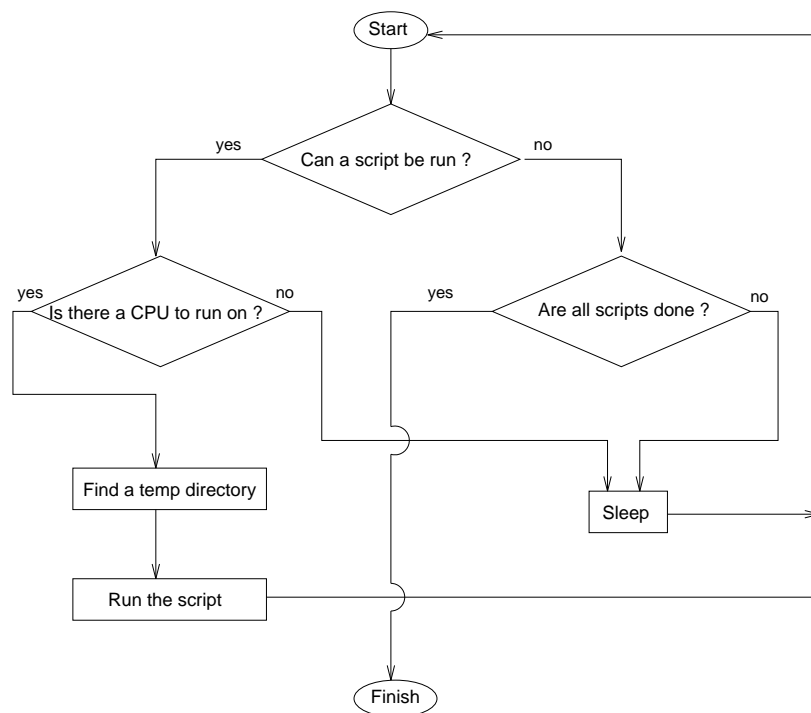 Start
yes
no
Can a script be run ?
yes
Is there a CPU to run on ?
no
yes
Are all scripts done ?
no
Find a temp directory
Sleep
Run the script
Finish